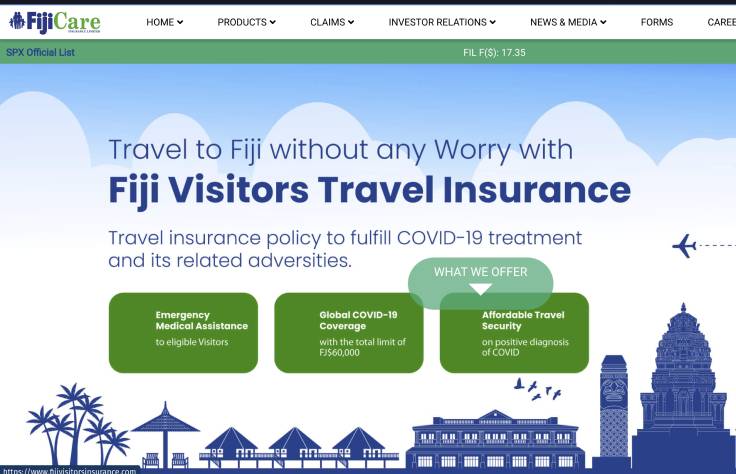 FijiCare
INSURANCE LIMITED
HOME PRODUCTS CLAIMS INVESTOR RELATIONS NEWS & MEDIA FORMS CAREE
SPX Official List FIL F($): 17.35
Travel to Fiji without any Worry with
Fiji Visitors Travel Insurance
Travel insurance policy to fulfill COVID-19 treatment
and its related adversities.
WHAT WE OFFER
Emergency
Medical Assistance
to eligible Visitors
Global COVID-19
Coverage
with the total limit of
FJ$60,000
Affordable Travel
Security
on positive diagnosis
of COVID
https://www.fijivisitorsinsurance.com